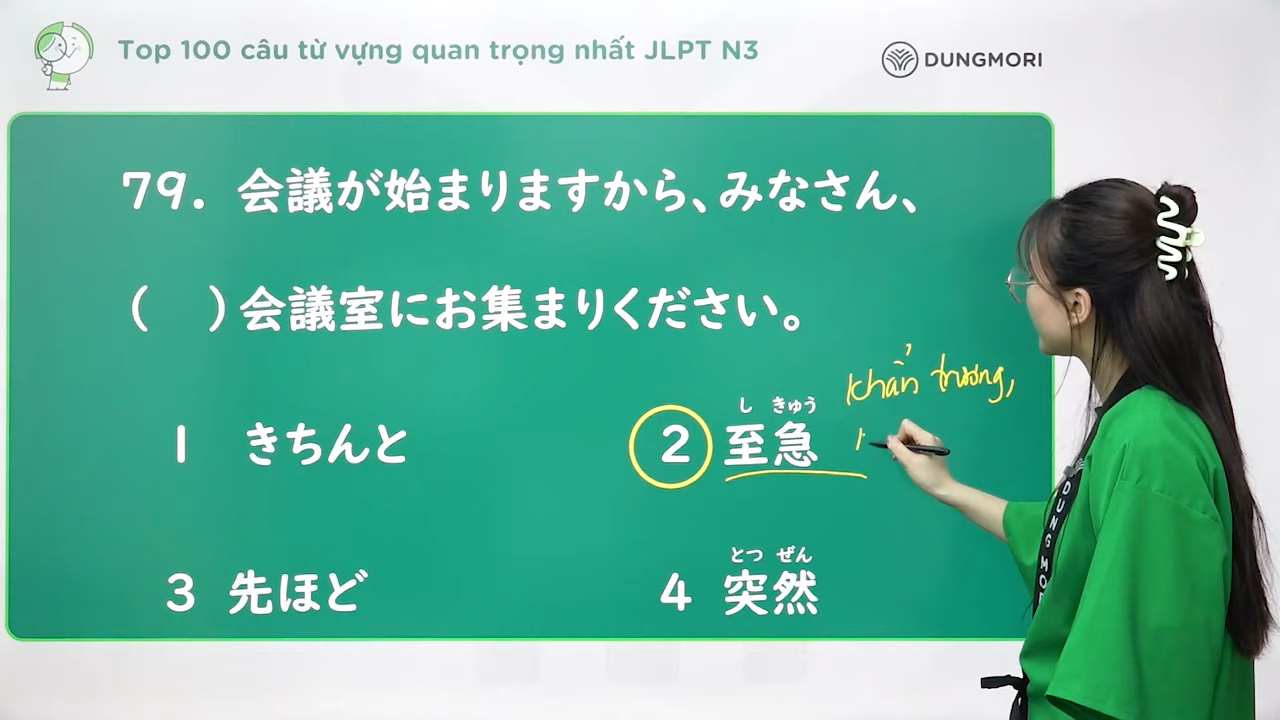 Top 100 câu từ vựng quan trọng nhất JLPT N3
DUNGMORI
79. 会議が始まりますから、みなさん、
( )会議室にお集まりください。
khẩn trương,
1 きちんと
し きゅう
2 至急
とつ ぜん
3 先ほど
4 突然
DUNGMORI